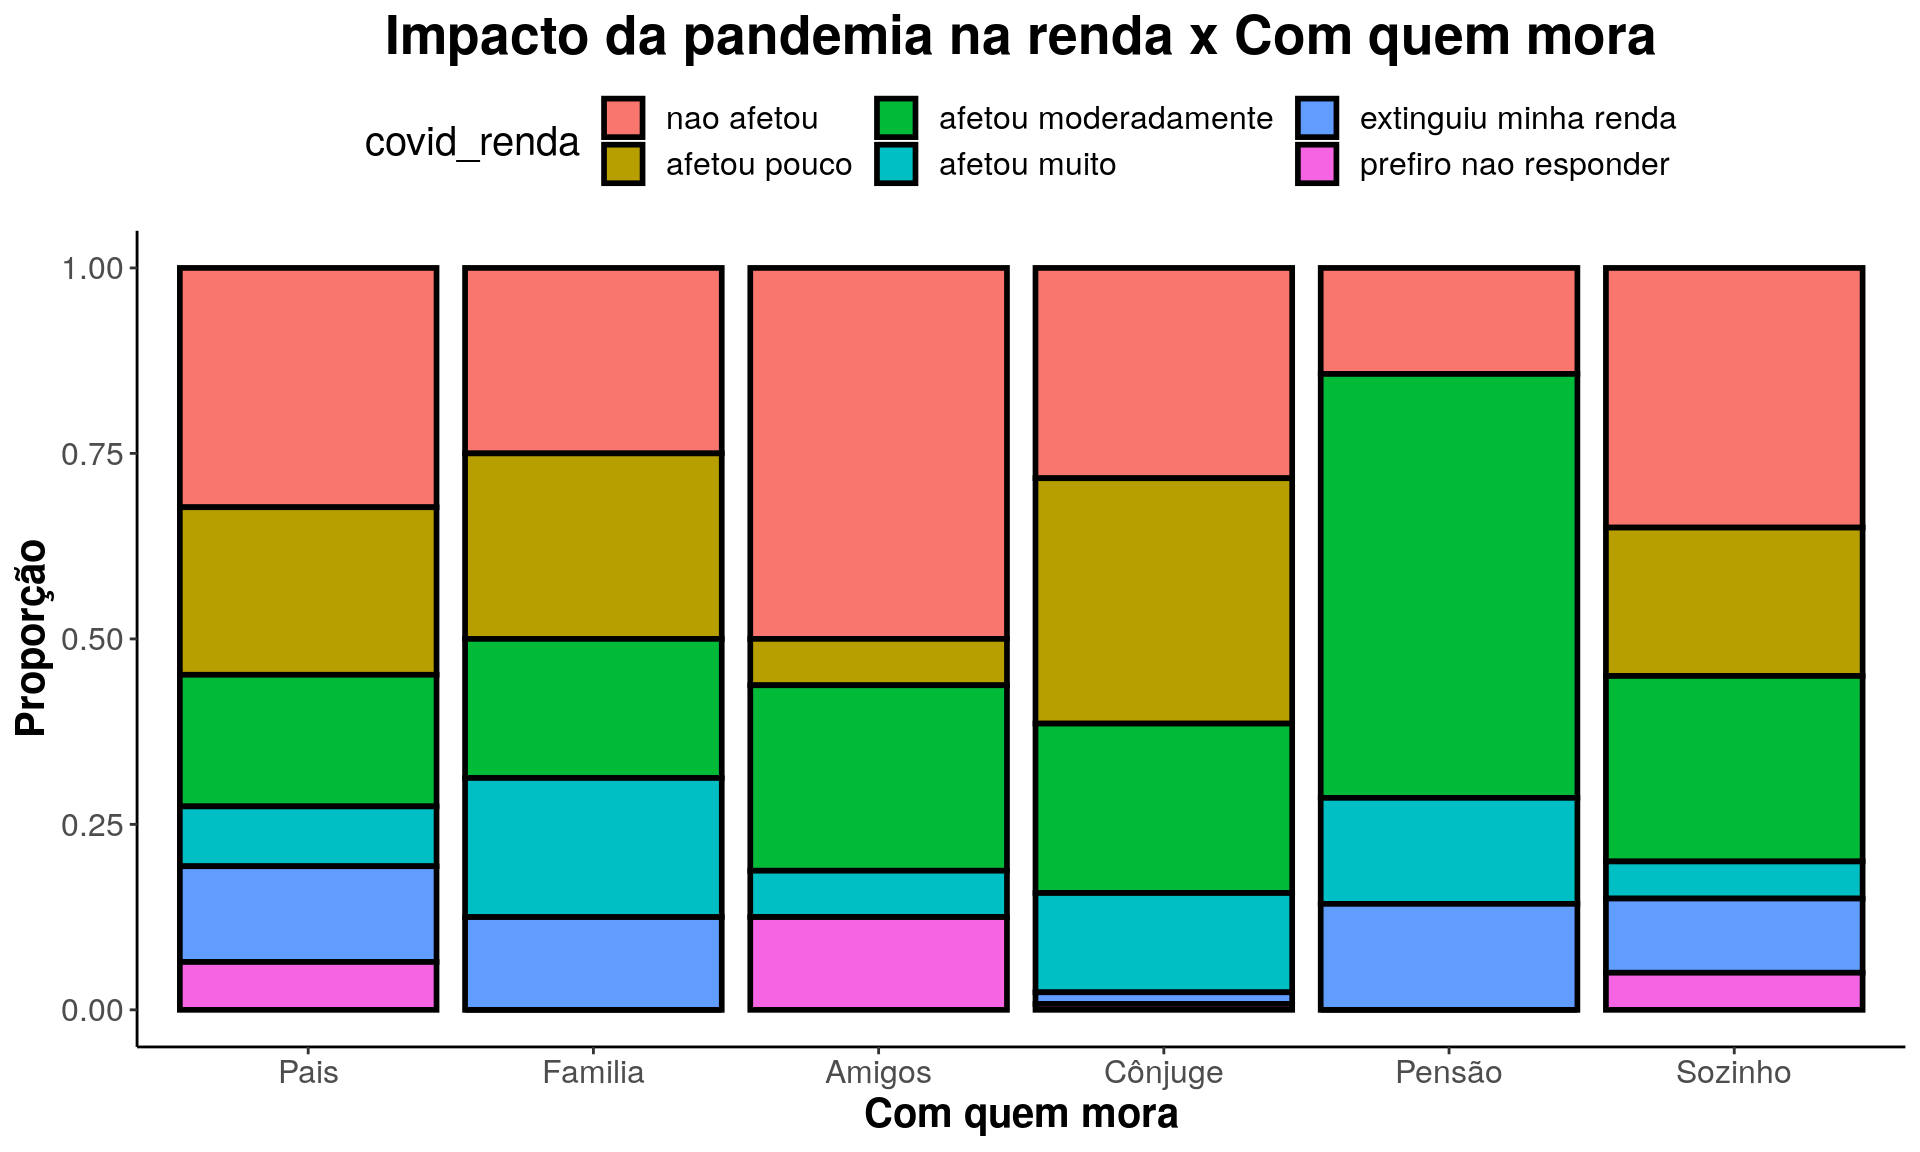 Impacto da pandemia na renda x Com quem mora
covid_renda
nao afetou
afetou moderadamente
extinguiu minha renda
afetou pouco
afetou muito
prefiro nao responder
Proporção
1.00
0.75
0.50
0.25
0.00
Pais
Familia
Amigos
Cônjuge
Pensão
Sozinho
Com quem mora